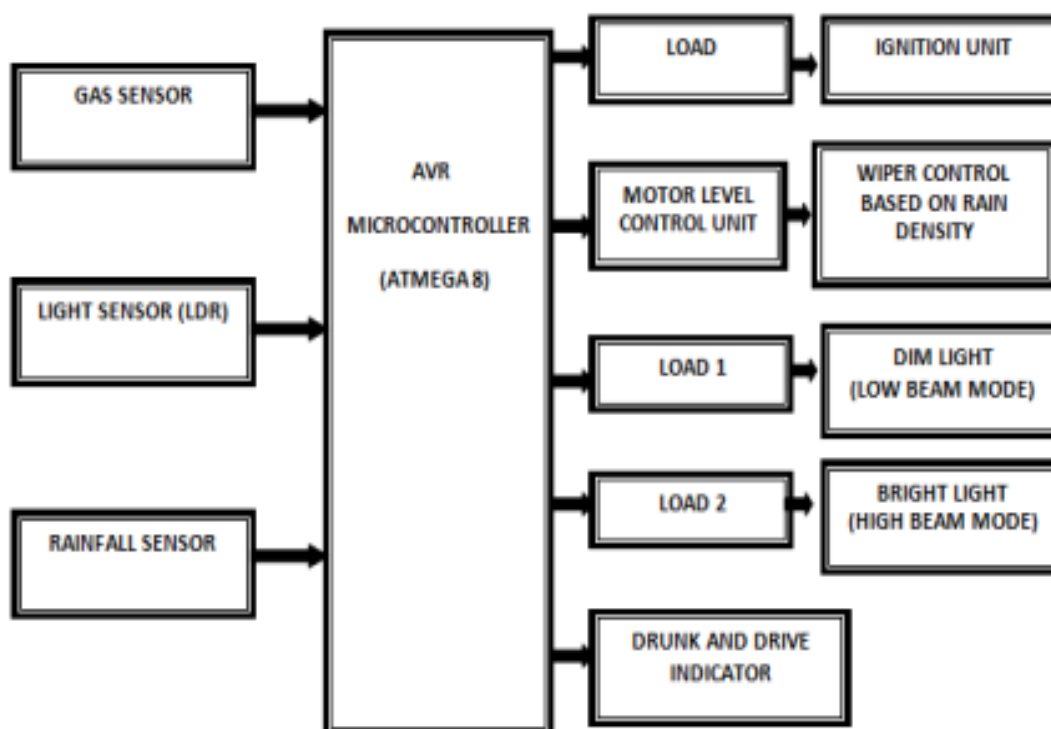 GAS SENSOR
LIGHT SENSOR (LDR)
RAINFALL SENSOR
AVR
MICROCONTROLLER
(ATMEGA 8)
LOAD
IGNITION UNIT
MOTOR LEVEL
CONTROL UNIT
WIPER CONTROL
BASED ON RAIN
DENSITY
LOAD 1
DIM LIGHT
(LOW BEAM MODE)
LOAD 2
BRIGHT LIGHT
(HIGH BEAM MODE)
DRUNK AND DRIVE
INDICATOR